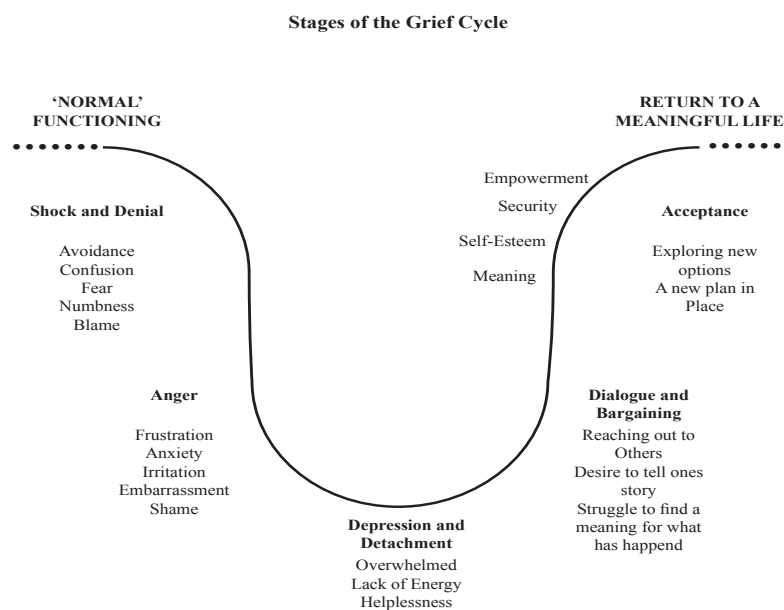 Stages of the Grief Cycle
‘NORMAL’
FUNCTIONING
RETURN TO A
MEANINGFUL LIFE
Shock and Denial
Avoidance
Confusion
Fear
Numbness
Blame
Anger
Frustration
Anxiety
Irritation
Embarrassment
Shame
Depression and
Detachment
Overwhelmed
Lack of Energy
Helplessness
Dialogue and
Bargaining
Reaching out to
Others
Desire to tell ones
story
Struggle to find a
meaning for what
has happend
Empowerment
Security
Self-Esteem
Meaning
Acceptance
Exploring new
options
A new plan in
Place